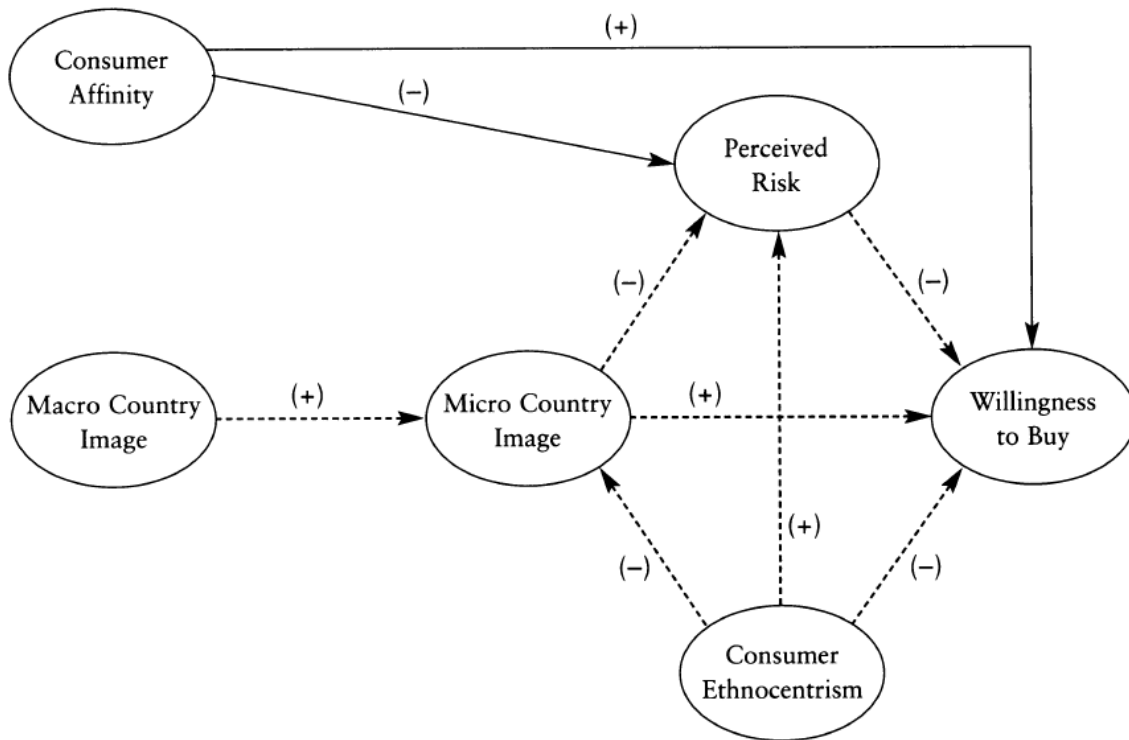 (+)
Consumer
Affinity
(−)
Perceived
Risk
(−)
(−)
Macro Country
Image
(+)
Micro Country
Image
(+)
Willingness
to Buy
(−)
(+)
(−)
Consumer
Ethnocentrism